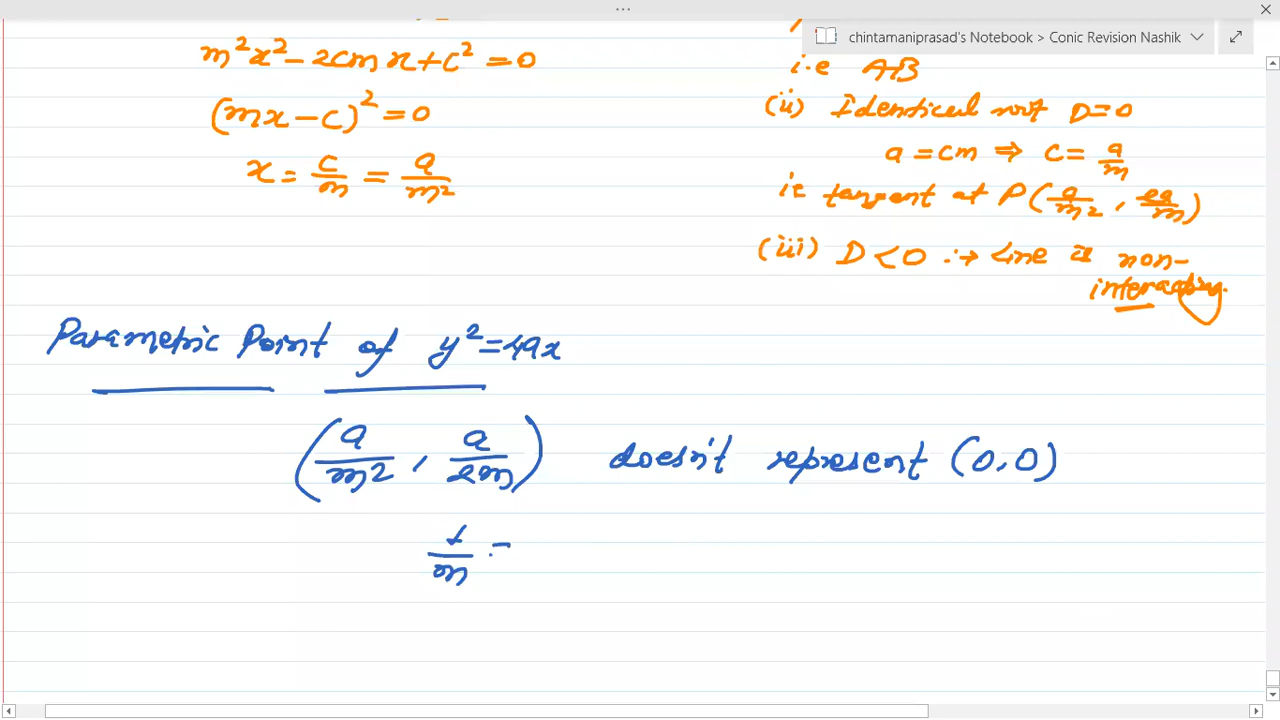 chintamaniprasad's Notebook > Conic Revision Nashik
m²x² - 2cmx + c² = 0
(mx - c)² = 0
x = c/m = a/m²
i.e AB
(ii) Identical root D = 0
a = cm ⇒ c = a/m
ie tangent at P(a/m², 2a/m)
(iii) D < 0 ∴→ Line is non-
interacting.
Parametric Point of y² = 4ax
(a/m², a/2m) doesn't represent (0,0)
1/m =